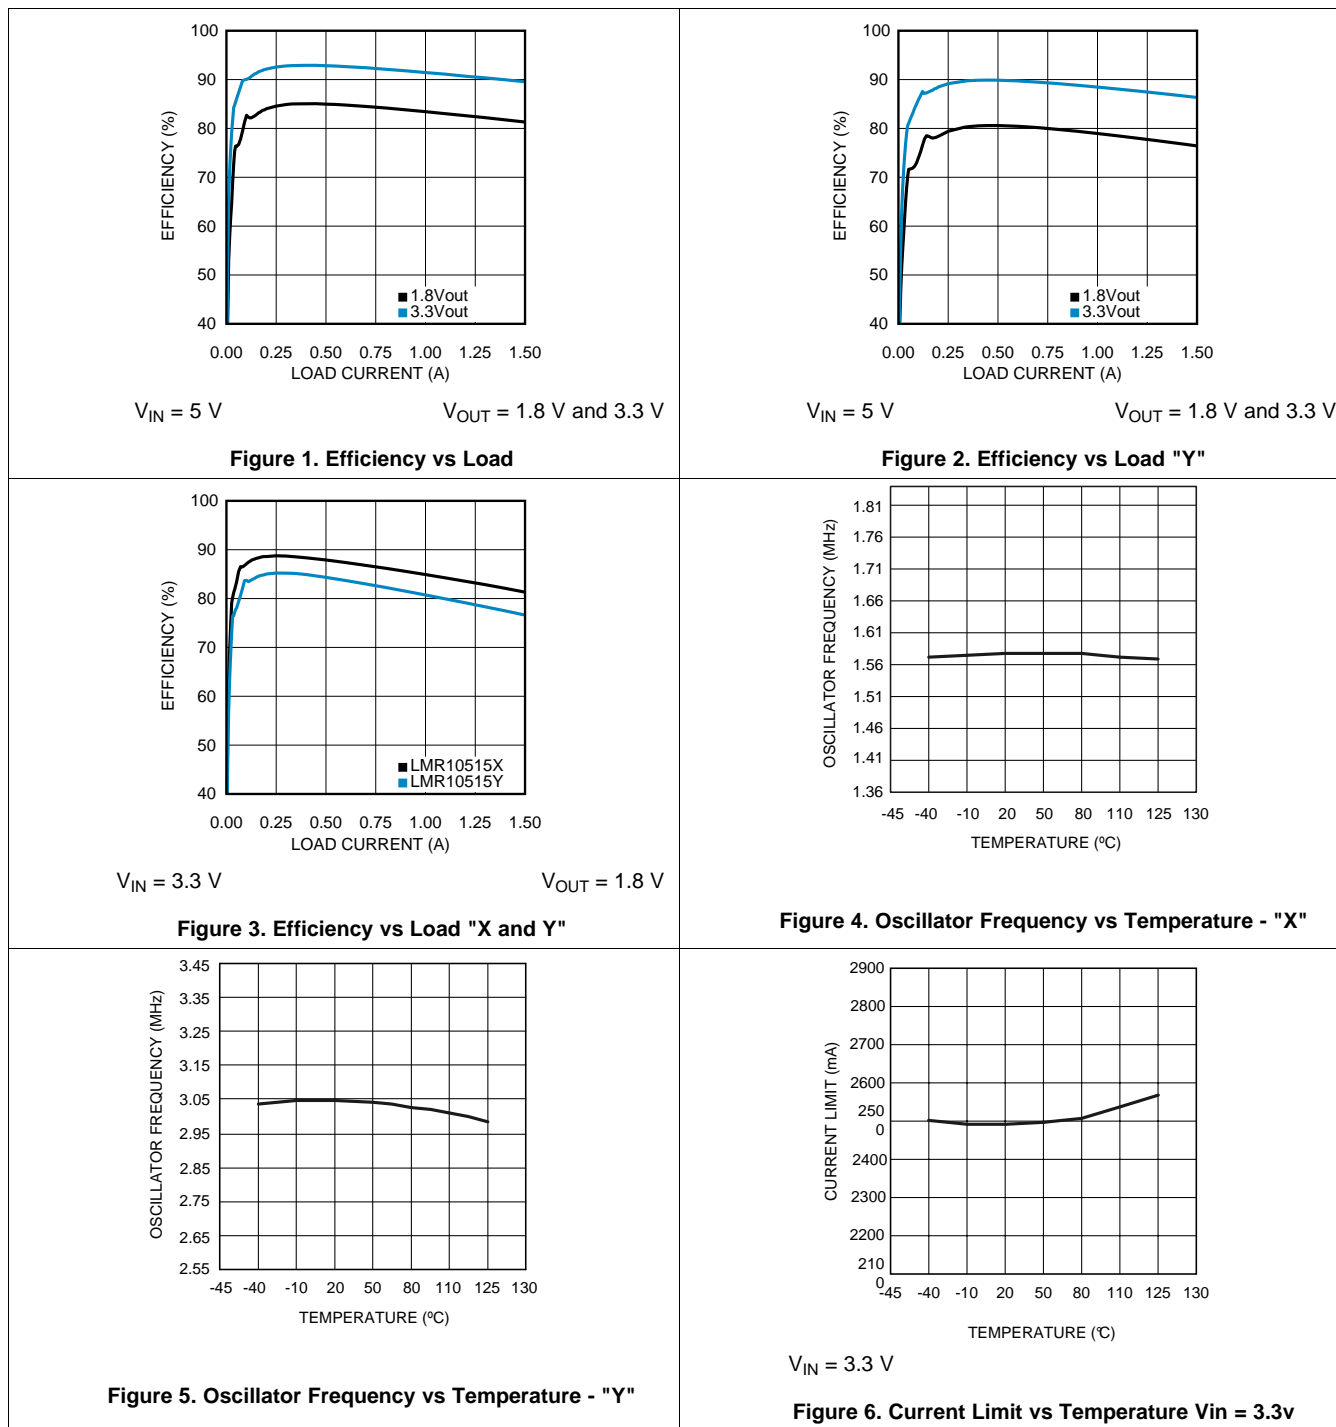 100
90
80
70
60
50
40
EFFICIENCY (%)
1.8Vout
3.3Vout
0.00 0.25 0.50 0.75 1.00 1.25 1.50
LOAD CURRENT (A)
VIN = 5 V VOUT = 1.8 V and 3.3 V
Figure 1. Efficiency vs Load
100
90
80
70
60
50
40
EFFICIENCY (%)
1.8Vout
3.3Vout
0.00 0.25 0.50 0.75 1.00 1.25 1.50
LOAD CURRENT (A)
VIN = 5 V VOUT = 1.8 V and 3.3 V
Figure 2. Efficiency vs Load "Y"
100
90
80
70
60
50
40
EFFICIENCY (%)
LMR10515X
LMR10515Y
0.00 0.25 0.50 0.75 1.00 1.25 1.50
LOAD CURRENT (A)
VIN = 3.3 V VOUT = 1.8 V
Figure 3. Efficiency vs Load "X and Y"
1.81
1.76
1.71
1.66
1.61
1.56
1.51
1.46
1.41
1.36
OSCILLATOR FREQUENCY (MHz)
-45 -40 -10 20 50 80 110 125 130
TEMPERATURE (ºC)
Figure 4. Oscillator Frequency vs Temperature - "X"
3.45
3.35
3.25
3.15
3.05
2.95
2.85
2.75
2.65
2.55
OSCILLATOR FREQUENCY (MHz)
-45 -40 -10 20 50 80 110 125 130
TEMPERATURE (ºC)
Figure 5. Oscillator Frequency vs Temperature - "Y"
2900
2800
2700
2600
250
0
2400
2300
2200
210
0
CURRENT LIMIT (mA)
-45 -40 -10 20 50 80 110 125 130
TEMPERATURE (°C)
VIN = 3.3 V
Figure 6. Current Limit vs Temperature Vin = 3.3v